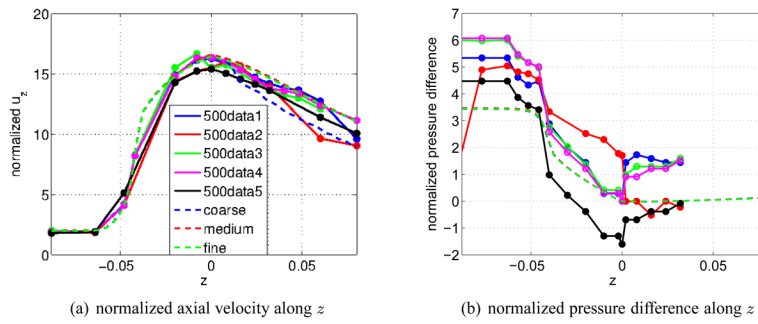 20
15
10
5
0
normalized u_z
−0.05
0
0.05
z
500data1
500data2
500data3
500data4
500data5
coarse
medium
fine
(a) normalized axial velocity along z
7
6
5
4
3
2
1
0
−1
−2
normalized pressure difference
−0.05
0
0.05
z
(b) normalized pressure difference along z